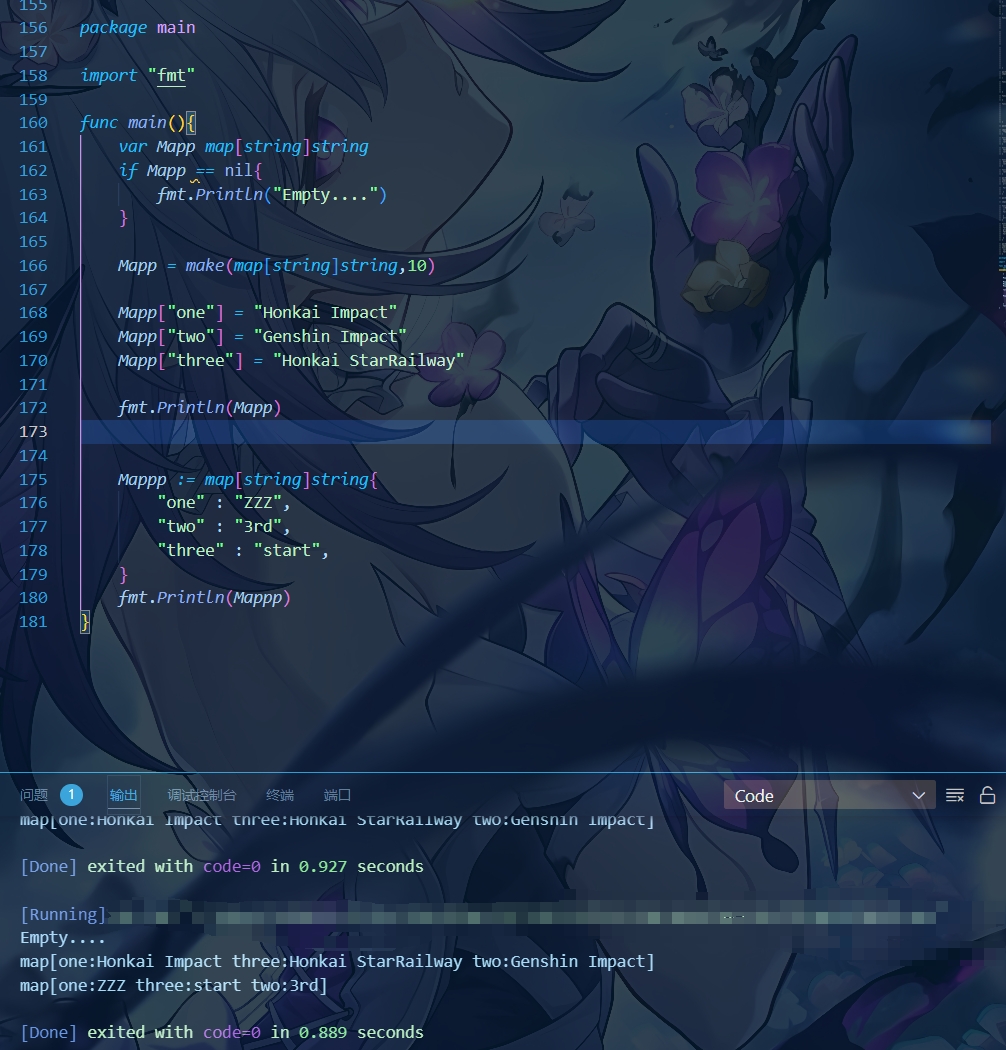 155
156 package main
157
158 import "fmt"
159
160 func main(){
161 var Mapp map[string]string
162 if Mapp == nil{
163 fmt.Println("Empty....")
164 }
165
166 Mapp = make(map[string]string,10)
167
168 Mapp["one"] = "Honkai Impact"
169 Mapp["two"] = "Genshin Impact"
170 Mapp["three"] = "Honkai StarRailway"
171
172 fmt.Println(Mapp)
173
174
175 Mappp := map[string]string{
176 "one" : "ZZZ",
177 "two" : "3rd",
178 "three" : "start",
179 }
180 fmt.Println(Mappp)
181 }
问题 1 输出 调试控制台 终端 端口 Code
map[one:Honkai Impact three:Honkai StarRailway two:Genshin Impact]
[Done] exited with code=0 in 0.927 seconds
[Running]
Empty....
map[one:Honkai Impact three:Honkai StarRailway two:Genshin Impact]
map[one:ZZZ three:start two:3rd]
[Done] exited with code=0 in 0.889 seconds